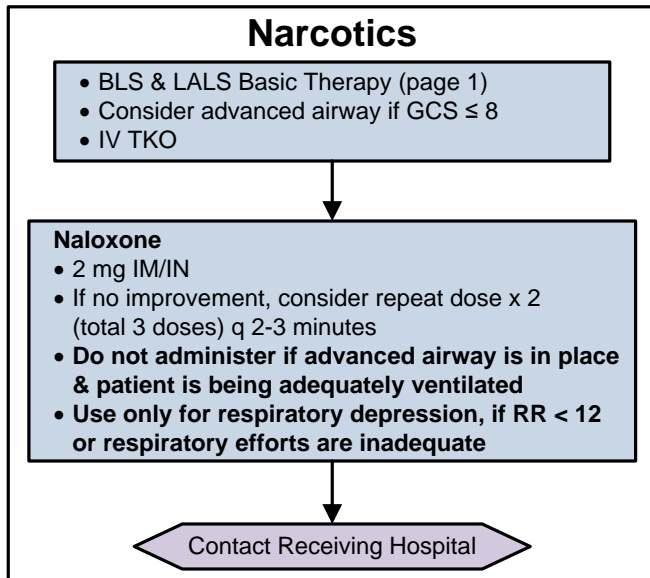 Narcotics
• BLS & LALS Basic Therapy (page 1)
• Consider advanced airway if GCS ≤ 8
• IV TKO
Naloxone
• 2 mg IM/IN
• If no improvement, consider repeat dose x 2
(total 3 doses) q 2-3 minutes
• Do not administer if advanced airway is in place
& patient is being adequately ventilated
• Use only for respiratory depression, if RR < 12
or respiratory efforts are inadequate
Contact Receiving Hospital